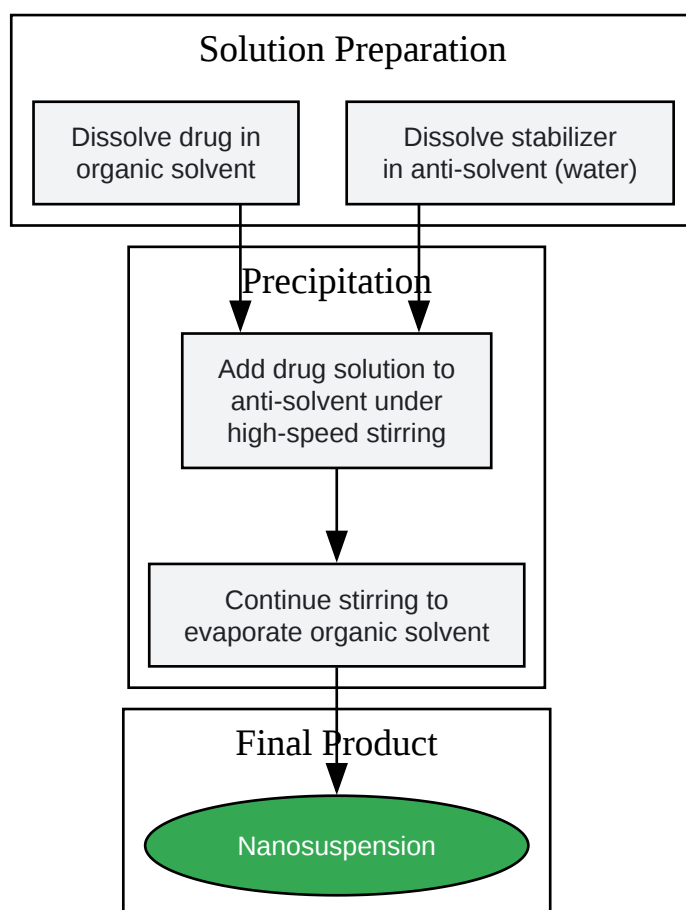 Solution Preparation
Dissolve drug in
organic solvent
Dissolve stabilizer
in anti-solvent (water)
Precipitation
Add drug solution to
anti-solvent under
high-speed stirring
Continue stirring to
evaporate organic solvent
Final Product
Nanosuspension